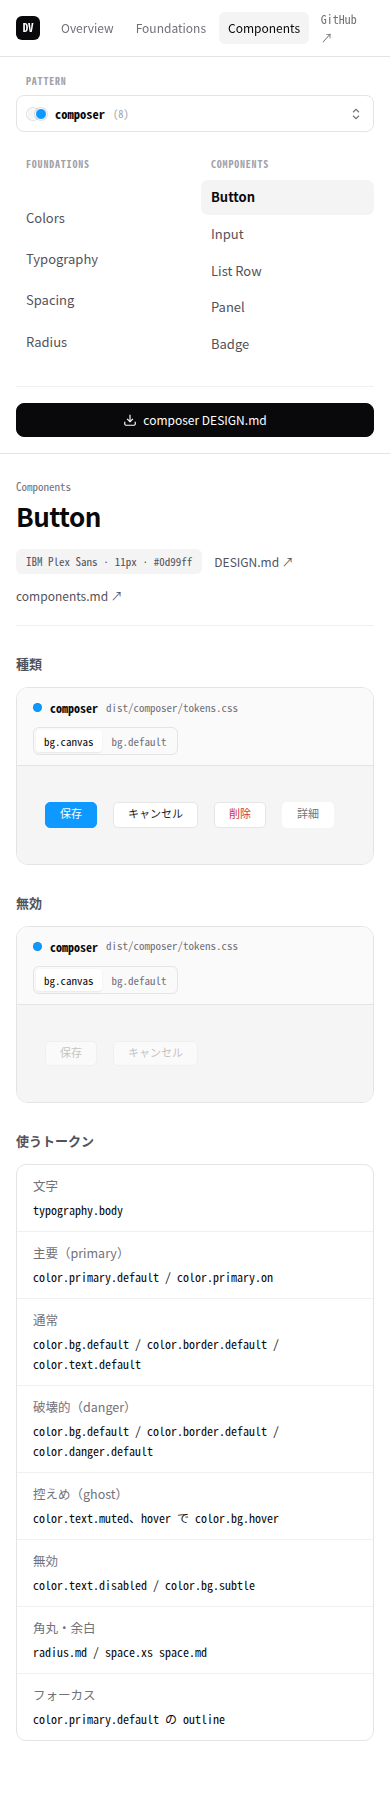 DV Overview Foundations Components GitHub ↗
PATTERN
composer (8)
FOUNDATIONS
Colors
Typography
Spacing
Radius
COMPONENTS
Button
Input
List Row
Panel
Badge
composer DESIGN.md
Components
Button
IBM Plex Sans · 11px · #0d99ff DESIGN.md ↗
components.md ↗
種類
composer dist/composer/tokens.css
bg.canvas bg.default
保存 キャンセル 削除 詳細
無効
composer dist/composer/tokens.css
bg.canvas bg.default
保存 キャンセル
使うトークン
文字
typography.body
主要（primary）
color.primary.default / color.primary.on
通常
color.bg.default / color.border.default /
color.text.default
破壊的（danger）
color.bg.default / color.border.default /
color.danger.default
控えめ（ghost）
color.text.muted、hover で color.bg.hover
無効
color.text.disabled / color.bg.subtle
角丸・余白
radius.md / space.xs space.md
フォーカス
color.primary.default の outline